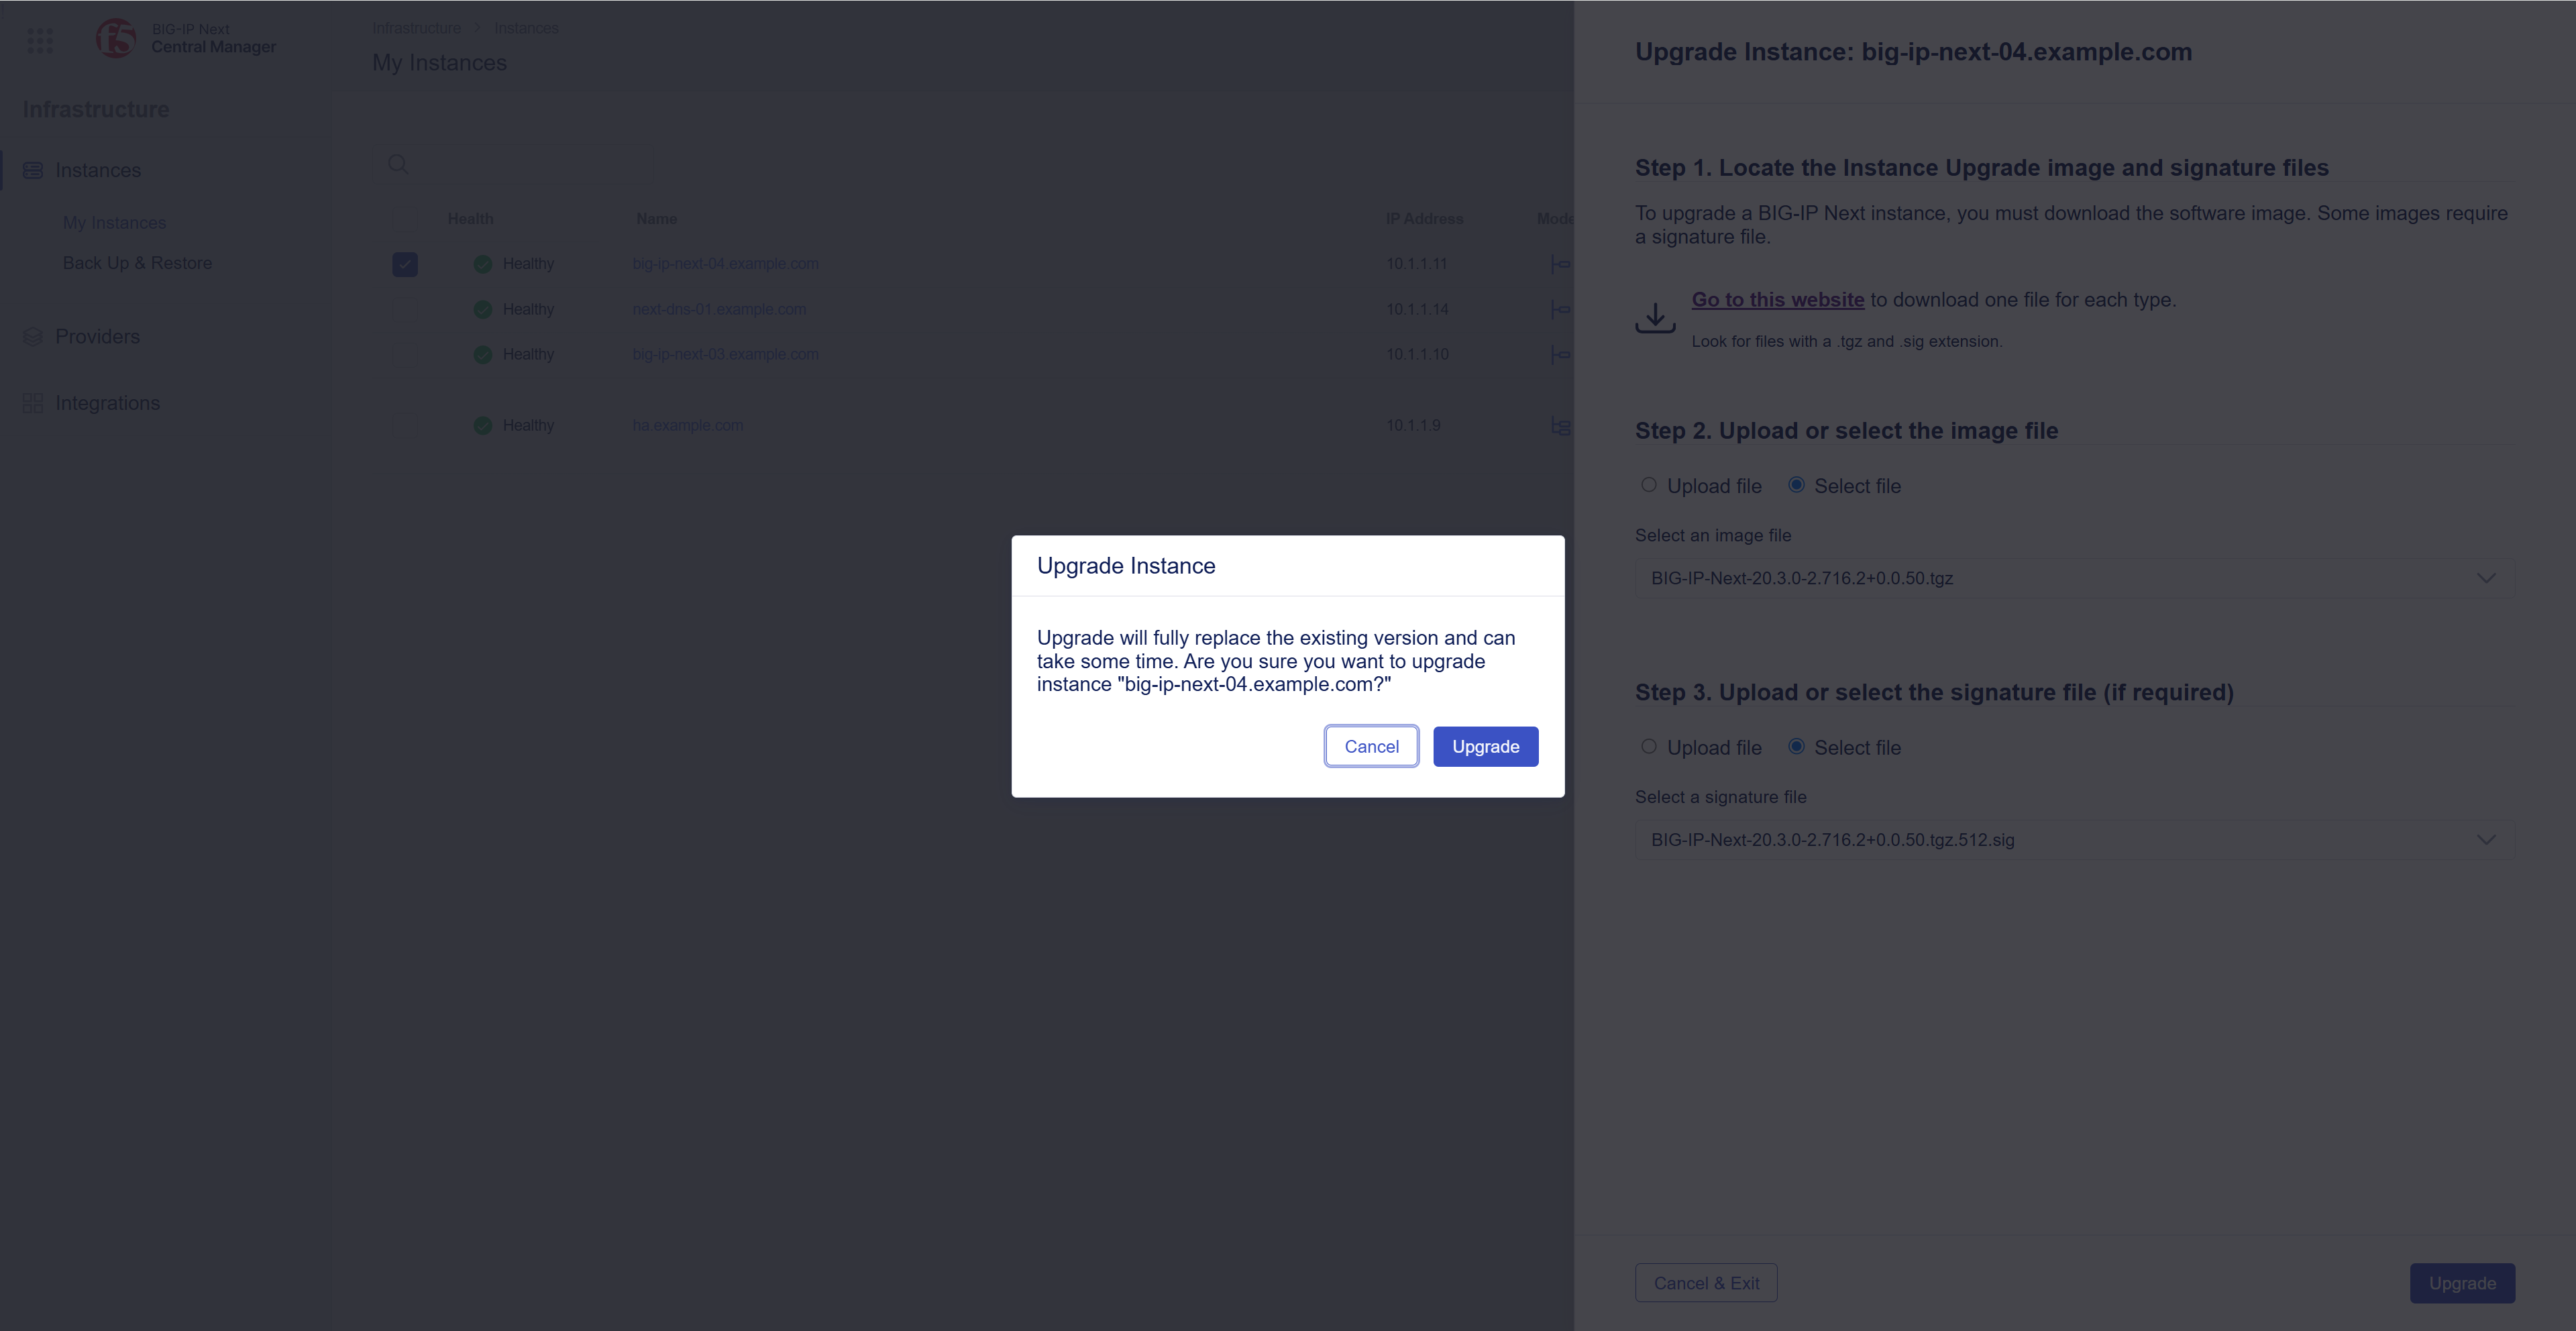 BIG-IP Next
Central Manager
Infrastructure
Instances
My Instances
Back Up & Restore
Providers
Integrations
Infrastructure > Instances
My Instances
Health Name IP Address Mode
Healthy big-ip-next-04.example.com 10.1.1.11
Healthy next-dns-01.example.com 10.1.1.14
Healthy big-ip-next-03.example.com 10.1.1.10
Healthy ha.example.com 10.1.1.9
Upgrade Instance
Upgrade will fully replace the existing version and can
take some time. Are you sure you want to upgrade
instance "big-ip-next-04.example.com?"
Cancel Upgrade
Upgrade Instance: big-ip-next-04.example.com
Step 1. Locate the Instance Upgrade image and signature files
To upgrade a BIG-IP Next instance, you must download the software image. Some images require
a signature file.
Go to this website to download one file for each type.
Look for files with a .tgz and .sig extension.
Step 2. Upload or select the image file
Upload file Select file
Select an image file
BIG-IP-Next-20.3.0-2.716.2+0.0.50.tgz
Step 3. Upload or select the signature file (if required)
Upload file Select file
Select a signature file
BIG-IP-Next-20.3.0-2.716.2+0.0.50.tgz.512.sig
Cancel & Exit Upgrade